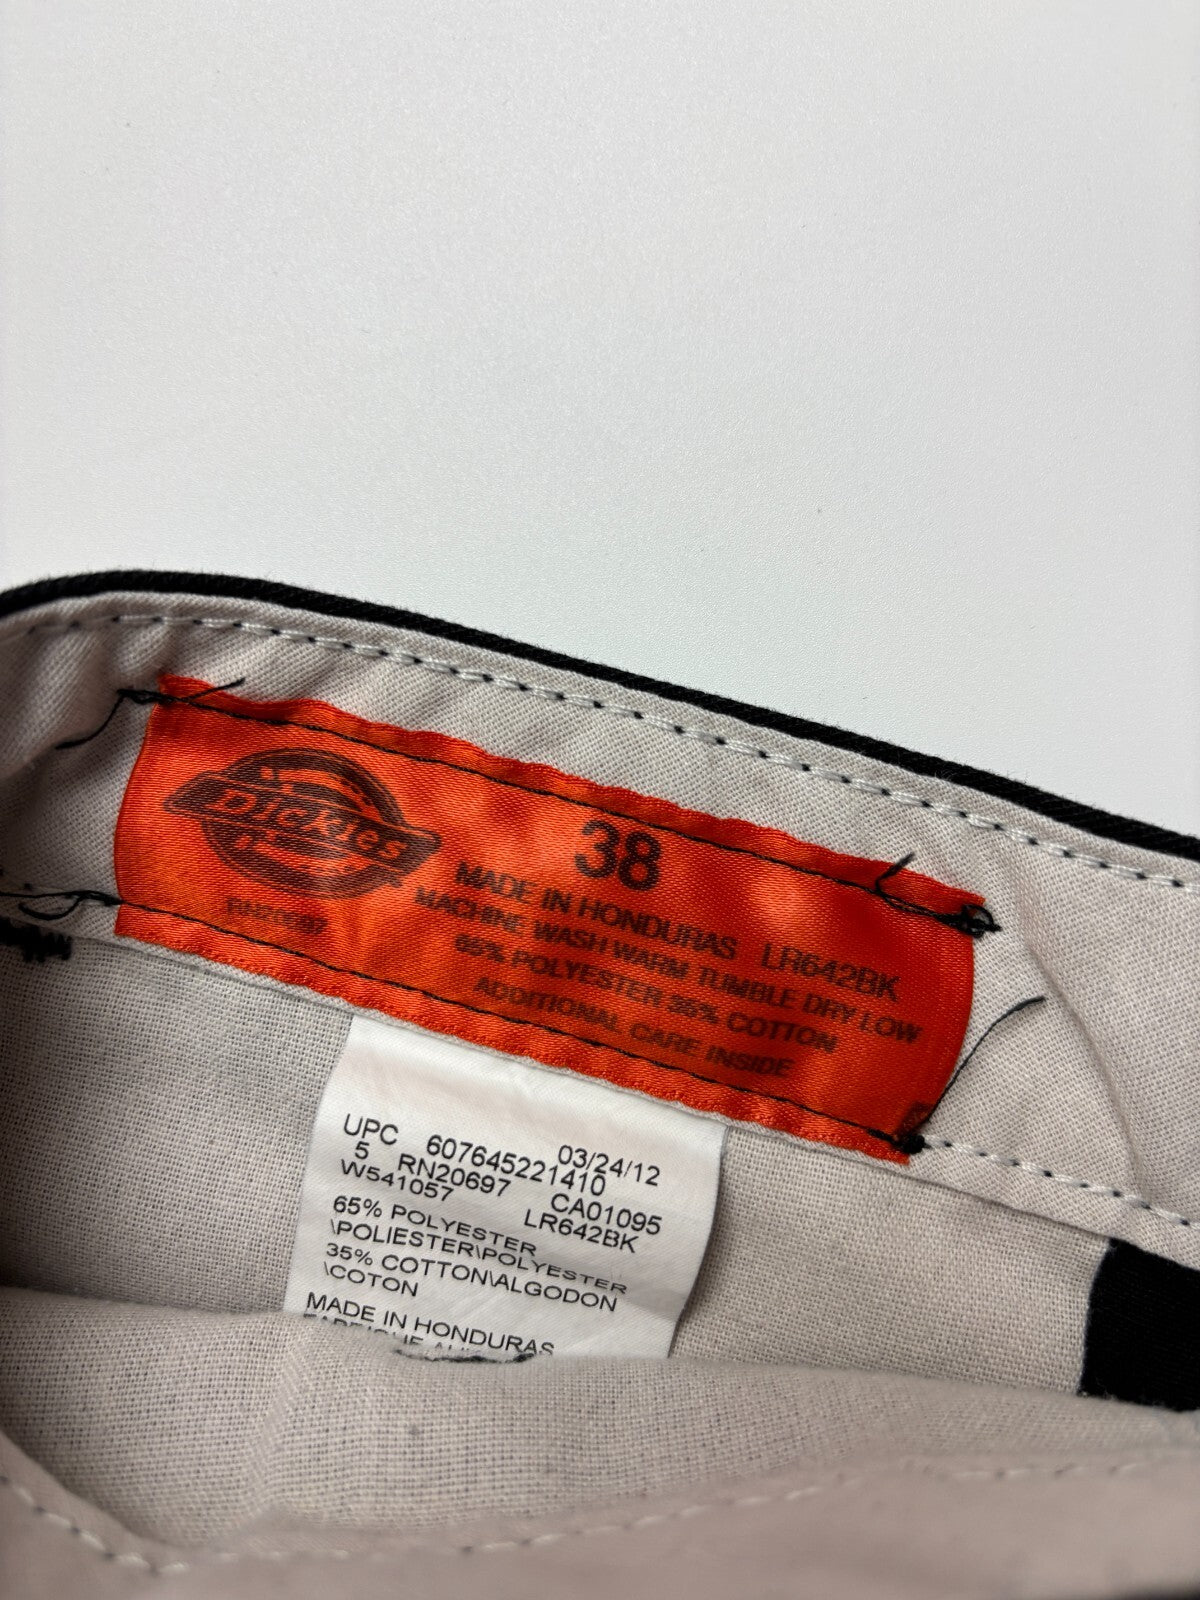 Dickies
RN20697
38
MADE IN HONDURAS LR642BK
MACHINE WASH WARM TUMBLE DRY LOW
65% POLYESTER 35% COTTON
ADDITIONAL CARE INSIDE
03/24/12
UPC 607645221410
5 RN20697 CA01095
W541057 LR642BK
65% POLYESTER
\POLIESTER\POLYESTER
35% COTTON\ALGODON
\COTON
MADE IN HONDURAS